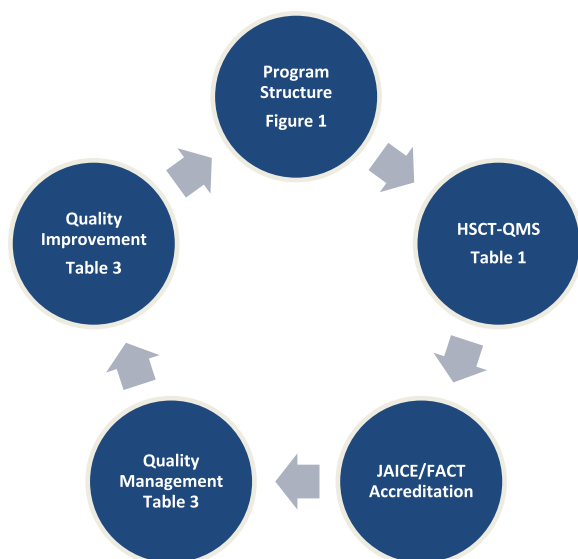 Program
Structure
Figure 1
HSCT-QMS
Table 1
JAICE/FACT
Accreditation
Quality
Management
Table 3
Quality
Improvement
Table 3